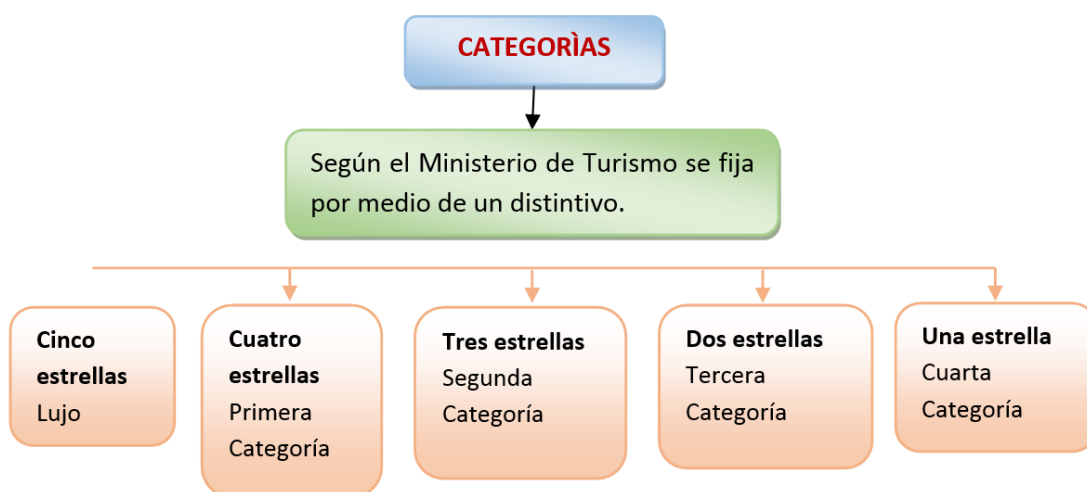 CATEGORÌAS
Según el Ministerio de Turismo se fija
por medio de un distintivo.
Cinco
estrellas
Lujo
Cuatro
estrellas
Primera
Categoría
Tres estrellas
Segunda
Categoría
Dos estrellas
Tercera
Categoría
Una estrella
Cuarta
Categoría